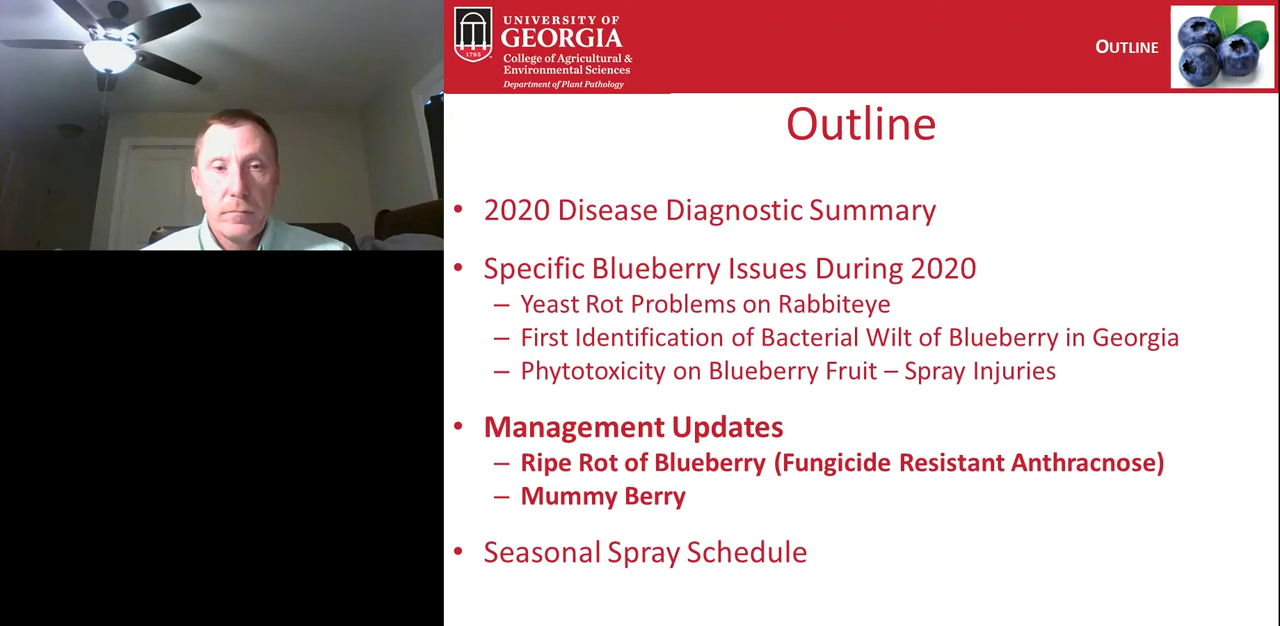 UNIVERSITY OF
GEORGIA
1785
College of Agricultural &
Environmental Sciences
Department of Plant Pathology
OUTLINE
Outline
• 2020 Disease Diagnostic Summary
• Specific Blueberry Issues During 2020
– Yeast Rot Problems on Rabbiteye
– First Identification of Bacterial Wilt of Blueberry in Georgia
– Phytotoxicity on Blueberry Fruit – Spray Injuries
• Management Updates
– Ripe Rot of Blueberry (Fungicide Resistant Anthracnose)
– Mummy Berry
• Seasonal Spray Schedule